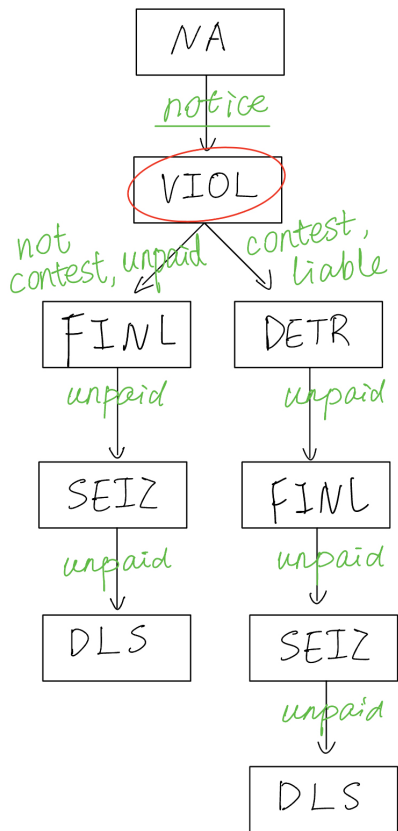 NA
notice
VIOL
not
contest, unpaid
contest,
liable
FINL
DETR
unpaid
unpaid
SEIZ
FINL
unpaid
unpaid
DLS
SEIZ
unpaid
DLS